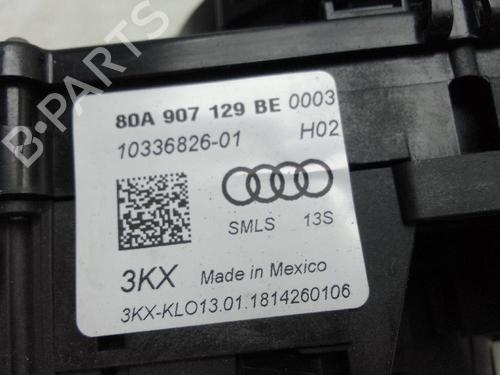 80A 907 129 BE 0003
10336826-01 H02
SMLS 13S
3KX Made in Mexico
3KX-KLO13.01.1814260106
B-PARTS